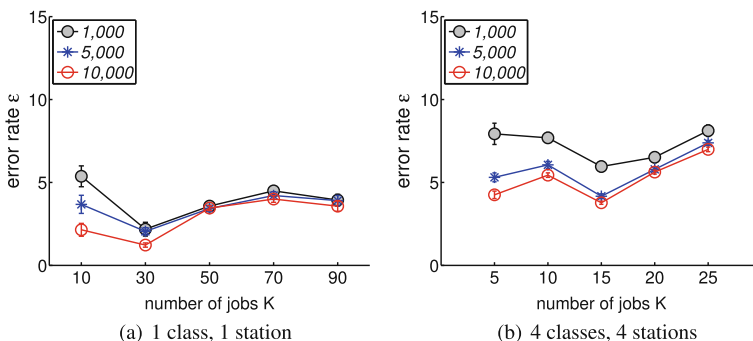 15
10
5
0
error rate ε
1,000
5,000
10,000
10 30 50 70 90
number of jobs K
(a) 1 class, 1 station
15
10
5
0
error rate ε
1,000
5,000
10,000
5 10 15 20 25
number of jobs K
(b) 4 classes, 4 stations